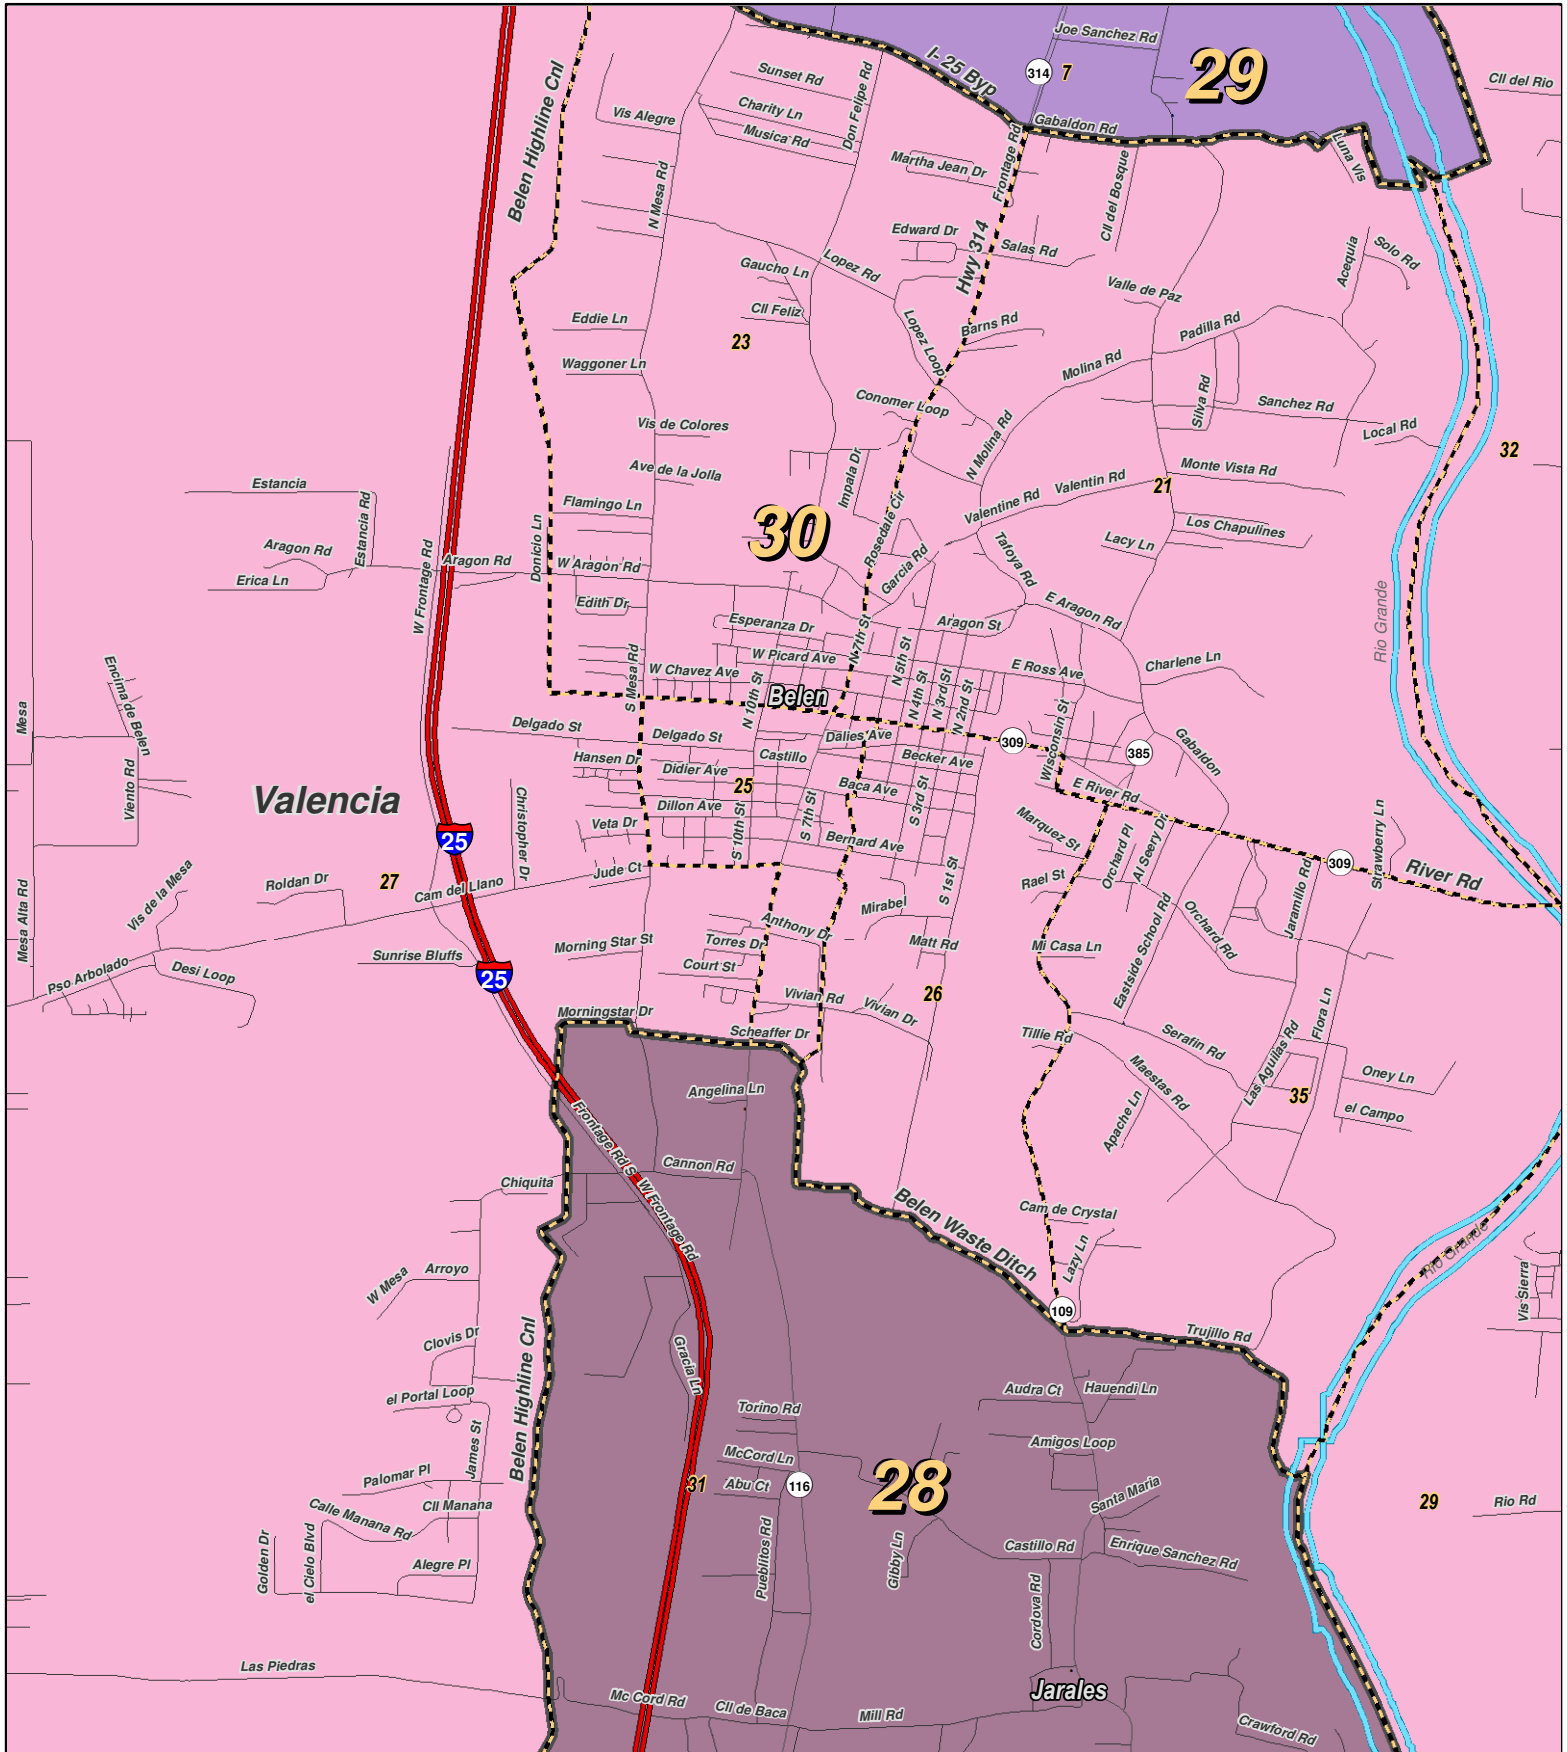 Joe Sanchez Rd
29
314
7
Cll del Rio
I- 25 Byp
Sunset Rd
Don Felipe Rd
Belen Highline Cnl
Charity Ln
Vis Alegre
Musica Rd
Gabaldon Rd
Frontage Rd
Luna Vis
Martha Jean Dr
N Mesa Rd
Cll del Bosque
Edward Dr
Salas Rd
Hwy 314
Acequia
Solo Rd
Gaucho Ln
Lopez Rd
Valle de Paz
Cll Feliz
Eddie Ln
Barns Rd
Padilla Rd
23
Lopez Loop
Waggoner Ln
Molina Rd
Silva Rd
Conomer Loop
Sanchez Rd
Vis de Colores
N Molina Rd
Local Rd
32
Ave de la Jolla
Impala Dr
Monte Vista Rd
Estancia
Valentin Rd
21
Flamingo Ln
Valentine Rd
Estancia Rd
30
Rosedale Cir
Los Chapulines
Aragon Rd
Donicio Ln
Lacy Ln
W Frontage Rd
Aragon Rd
W Aragon Rd
Garcia Rd
Tafoya Rd
Erica Ln
Edith Dr
E Aragon Rd
Rio Grande
Esperanza Dr
Aragon St
N 7th St
W Picard Ave
N 5th St
E Ross Ave
Charlene Ln
Encima de Belen
S Mesa Rd
W Chavez Ave
N 10th St
Belen
N 4th St
N 3rd St
N 2nd St
Mesa
Delgado St
Delgado St
Dalies Ave
309
Wisconsin St
385
Gabaldon
Hansen Dr
Didier Ave
Castillo
Becker Ave
25
Baca Ave
E River Rd
Viento Rd
Valencia
Christopher Dr
Dillon Ave
S 7th St
S 3rd St
Veta Dr
S 10th St
Bernard Ave
Marquez St
Orchard Pl
Al Seery Dr
Strawberry Ln
25
309
River Rd
Jude Ct
S 1st St
Rael St
Roldan Dr
27
Cam del Llano
Vis de la Mesa
Mesa Alta Rd
Mirabel
Jaramillo Rd
Anthony Dr
Eastside School Rd
Orchard Rd
Morning Star St
Torres Dr
Matt Rd
Mi Casa Ln
Sunrise Bluffs
Court St
Pso Arbolado
Desi Loop
25
Vivian Rd
Vivian Dr
26
Flora Ln
Morningstar Dr
Scheaffer Dr
Tillie Rd
Serafin Rd
Las Aguilas Rd
Oney Ln
Angelina Ln
Maestas Rd
35
Apache Ln
el Campo
Frontage Rd S
Cannon Rd
Chiquita
W Frontage Rd
Belen Waste Ditch
Cam de Crystal
Lazy Ln
Rio Grande
Arroyo
W Mesa
Vis Sierra
109
Trujillo Rd
Clovis Dr
Belen Highline Cnl
Gracia Ln
el Portal Loop
Audra Ct
Hauendi Ln
Torino Rd
James St
Amigos Loop
McCord Ln
Palomar Pl
31
Abu Ct
116
28
Santa Maria
29
Rio Rd
Cll Manana
Calle Manana Rd
Golden Dr
el Cielo Blvd
Pueblitos Rd
Gibby Ln
Castillo Rd
Enrique Sanchez Rd
Alegre Pl
Cordova Rd
Las Piedras
Jarales
Mc Cord Rd
Cll de Baca
Mill Rd
Crawford Rd